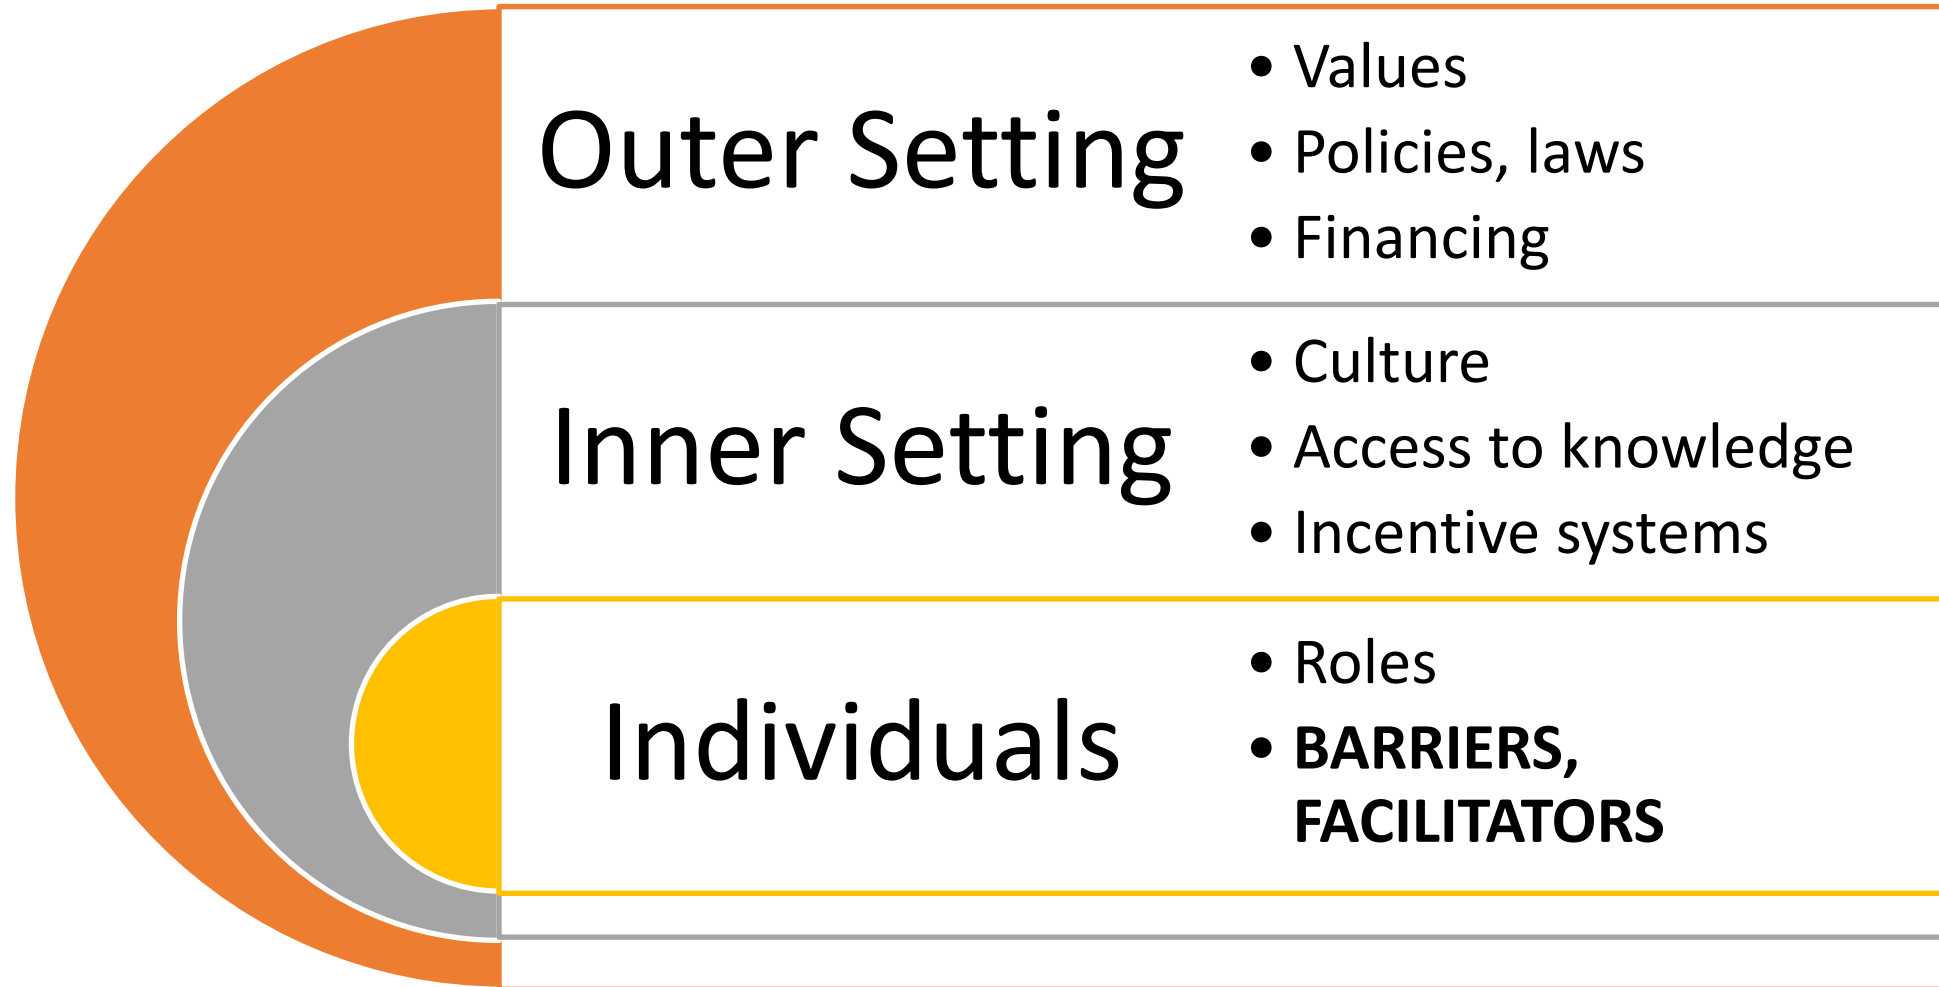 Outer Setting
• Values
• Policies, laws
• Financing
Inner Setting
• Culture
• Access to knowledge
• Incentive systems
Individuals
• Roles
• BARRIERS,
FACILITATORS